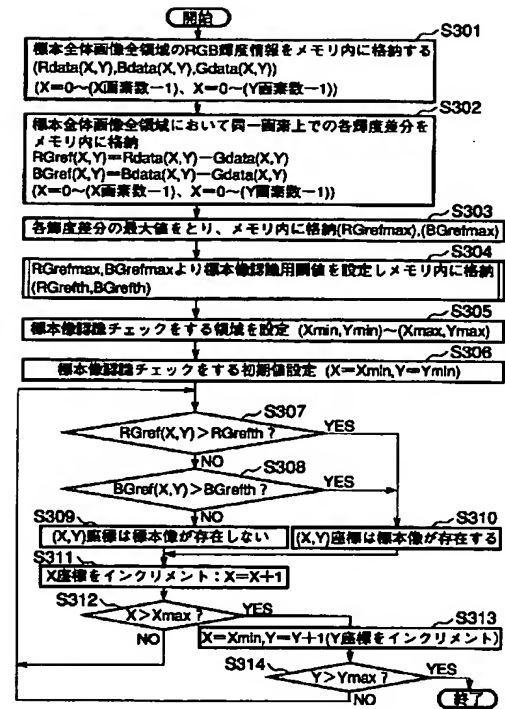 開始
S301
標本全体画像全領域のRGB輝度情報をメモリ内に格納する
(Rdata(X,Y),Bdata(X,Y),Gdata(X,Y))
(X=0~(X画素数-1)、X=0~(Y画素数-1))
S302
標本全体画像全領域において同一画素上での各輝度差分を
メモリ内に格納
RGref(X,Y)=Rdata(X,Y)-Gdata(X,Y)
BGref(X,Y)=Bdata(X,Y)-Gdata(X,Y)
(X=0~(X画素数-1)、X=0~(Y画素数-1))
S303
各輝度差分の最大値をとり、メモリ内に格納(RGrefmax),(BGrefmax)
S304
RGrefmax,BGrefmaxより標本像認識用閾値を設定しメモリ内に格納
(RGrefth,BGrefth)
S305
標本像認識チェックをする領域を設定 (Xmin,Ymin)~(Xmax,Ymax)
S306
標本像認識チェックをする初期値設定 (X=Xmin,Y=Ymin)
S307
RGref(X,Y)>RGrefth ?
YES
NO
S308
BGref(X,Y)>BGrefth ?
YES
NO
S309
(X,Y)座標は標本像が存在しない
S310
(X,Y)座標は標本像が存在する
S311
X座標をインクリメント:X=X+1
S312
X>Xmax ?
YES
NO
S313
X=Xmin,Y=Y+1(Y座標をインクリメント)
S314
Y>Ymax ?
YES
NO
終了